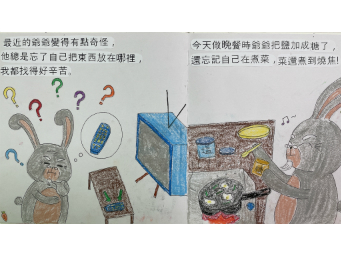 最近的爺爺變得有點奇怪，
他總是忘了自己把東西放在哪裡，
我都找得好辛苦。
今天做晚餐時爺爺把鹽加成糖了，
還忘記自己在煮菜，菜還煮到燒焦!